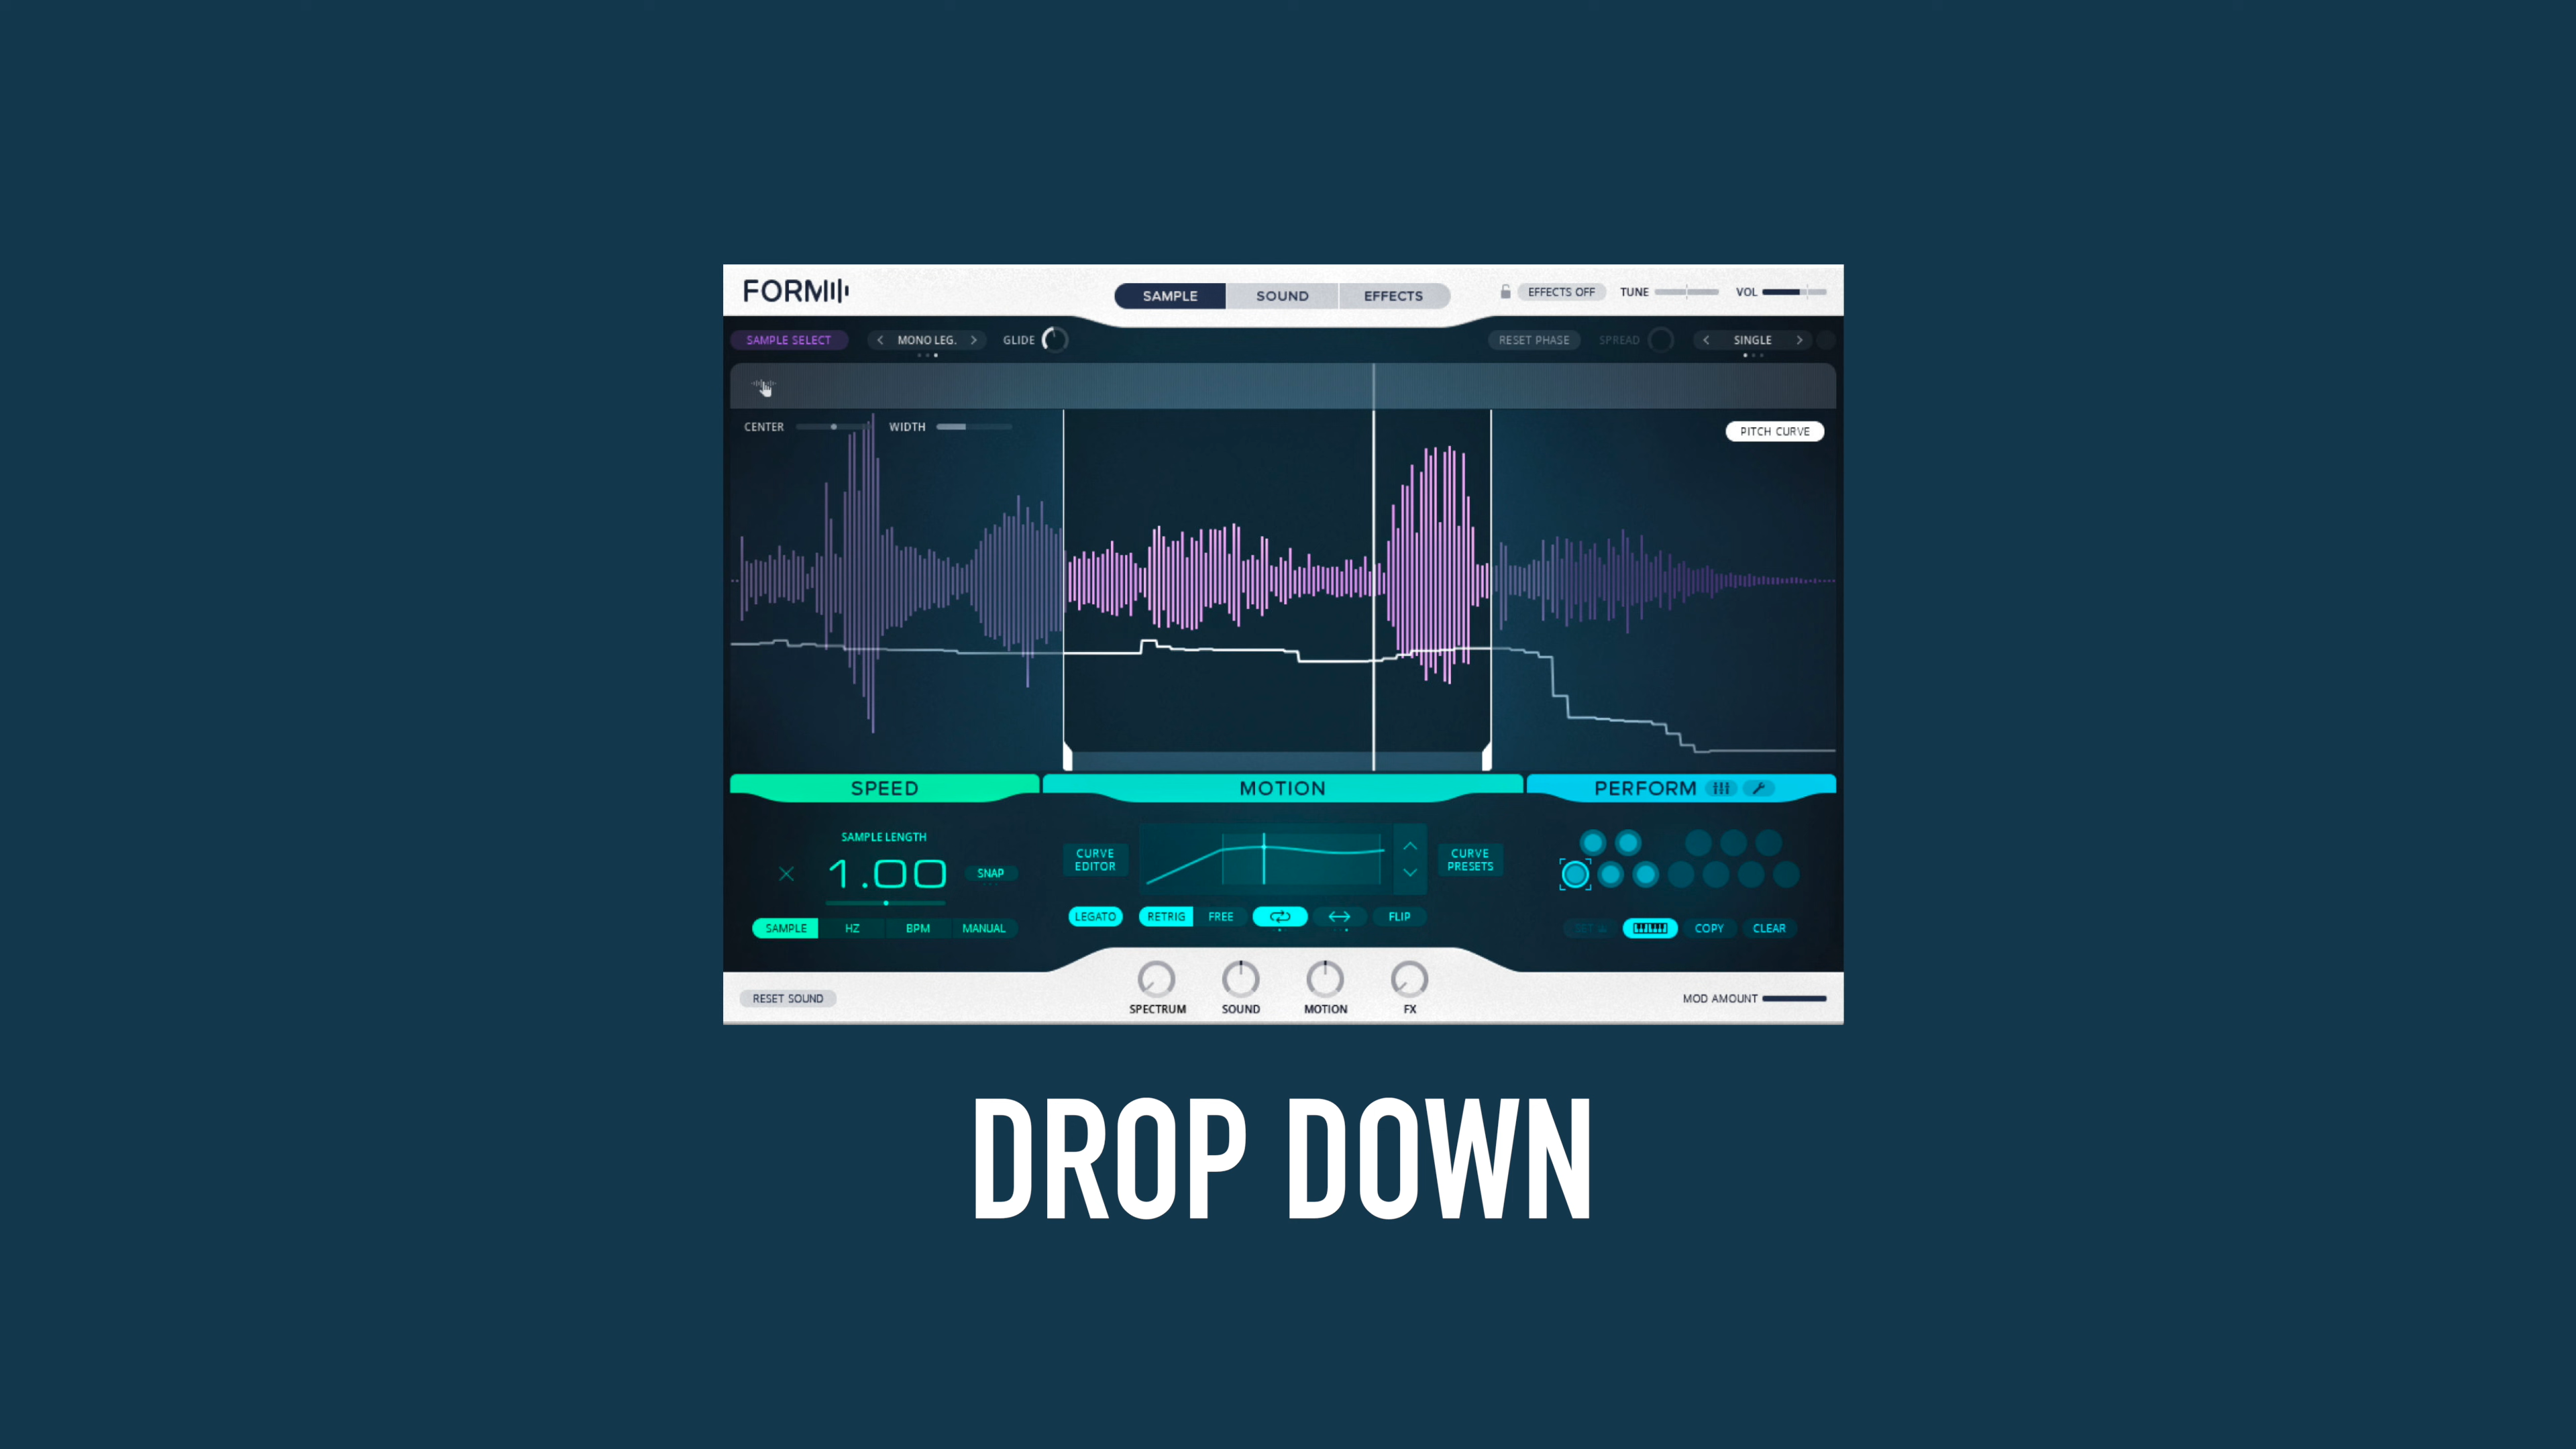 FORM
SAMPLE SOUND EFFECTS
EFFECTS OFF TUNE VOL
SAMPLE SELECT MONO LEG. GLIDE RESET PHASE SPREAD SINGLE
CENTER WIDTH PITCH CURVE
SPEED MOTION PERFORM
SAMPLE LENGTH
1.00 SNAP
SAMPLE HZ BPM MANUAL
CURVE EDITOR CURVE PRESETS
LEGATO RETRIG FREE FLIP
SET COPY CLEAR
RESET SOUND SPECTRUM SOUND MOTION FX MOD AMOUNT
DROP DOWN